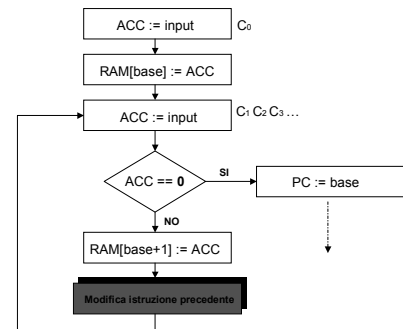 ACC := input C0
RAM[base] := ACC
ACC := input C1 C2 C3 ...
ACC == 0 SI PC := base
NO
RAM[base+1] := ACC
Modifica istruzione precedente